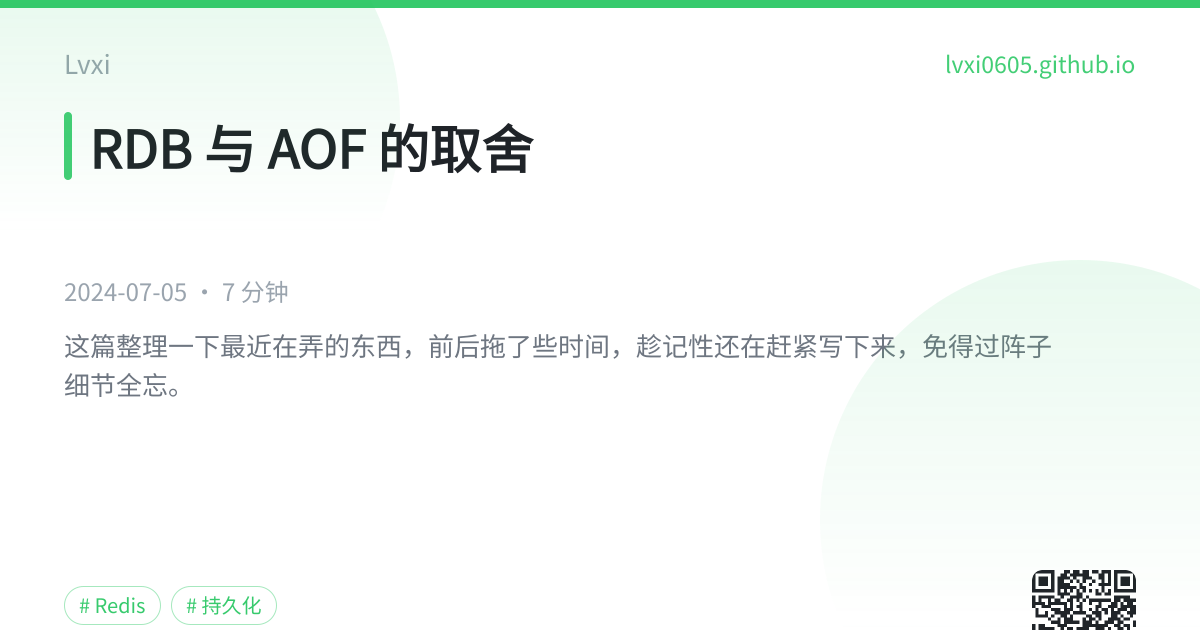 Lvxi
lvxi0605.github.io
RDB 与 AOF 的取舍
2024-07-05 · 7 分钟
这篇整理一下最近在弄的东西，前后拖了些时间，趁记性还在赶紧写下来，免得过阵子
细节全忘。
# Redis
# 持久化